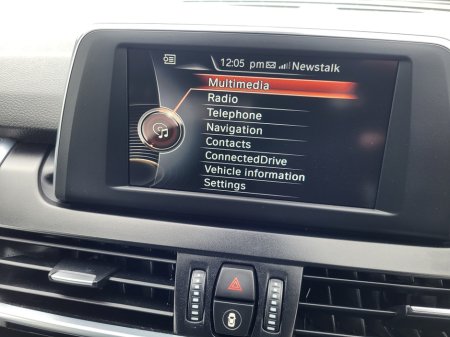 12:05 pm Newstalk
Multimedia
Radio
Telephone
Navigation
Contacts
ConnectedDrive
Vehicle information
Settings